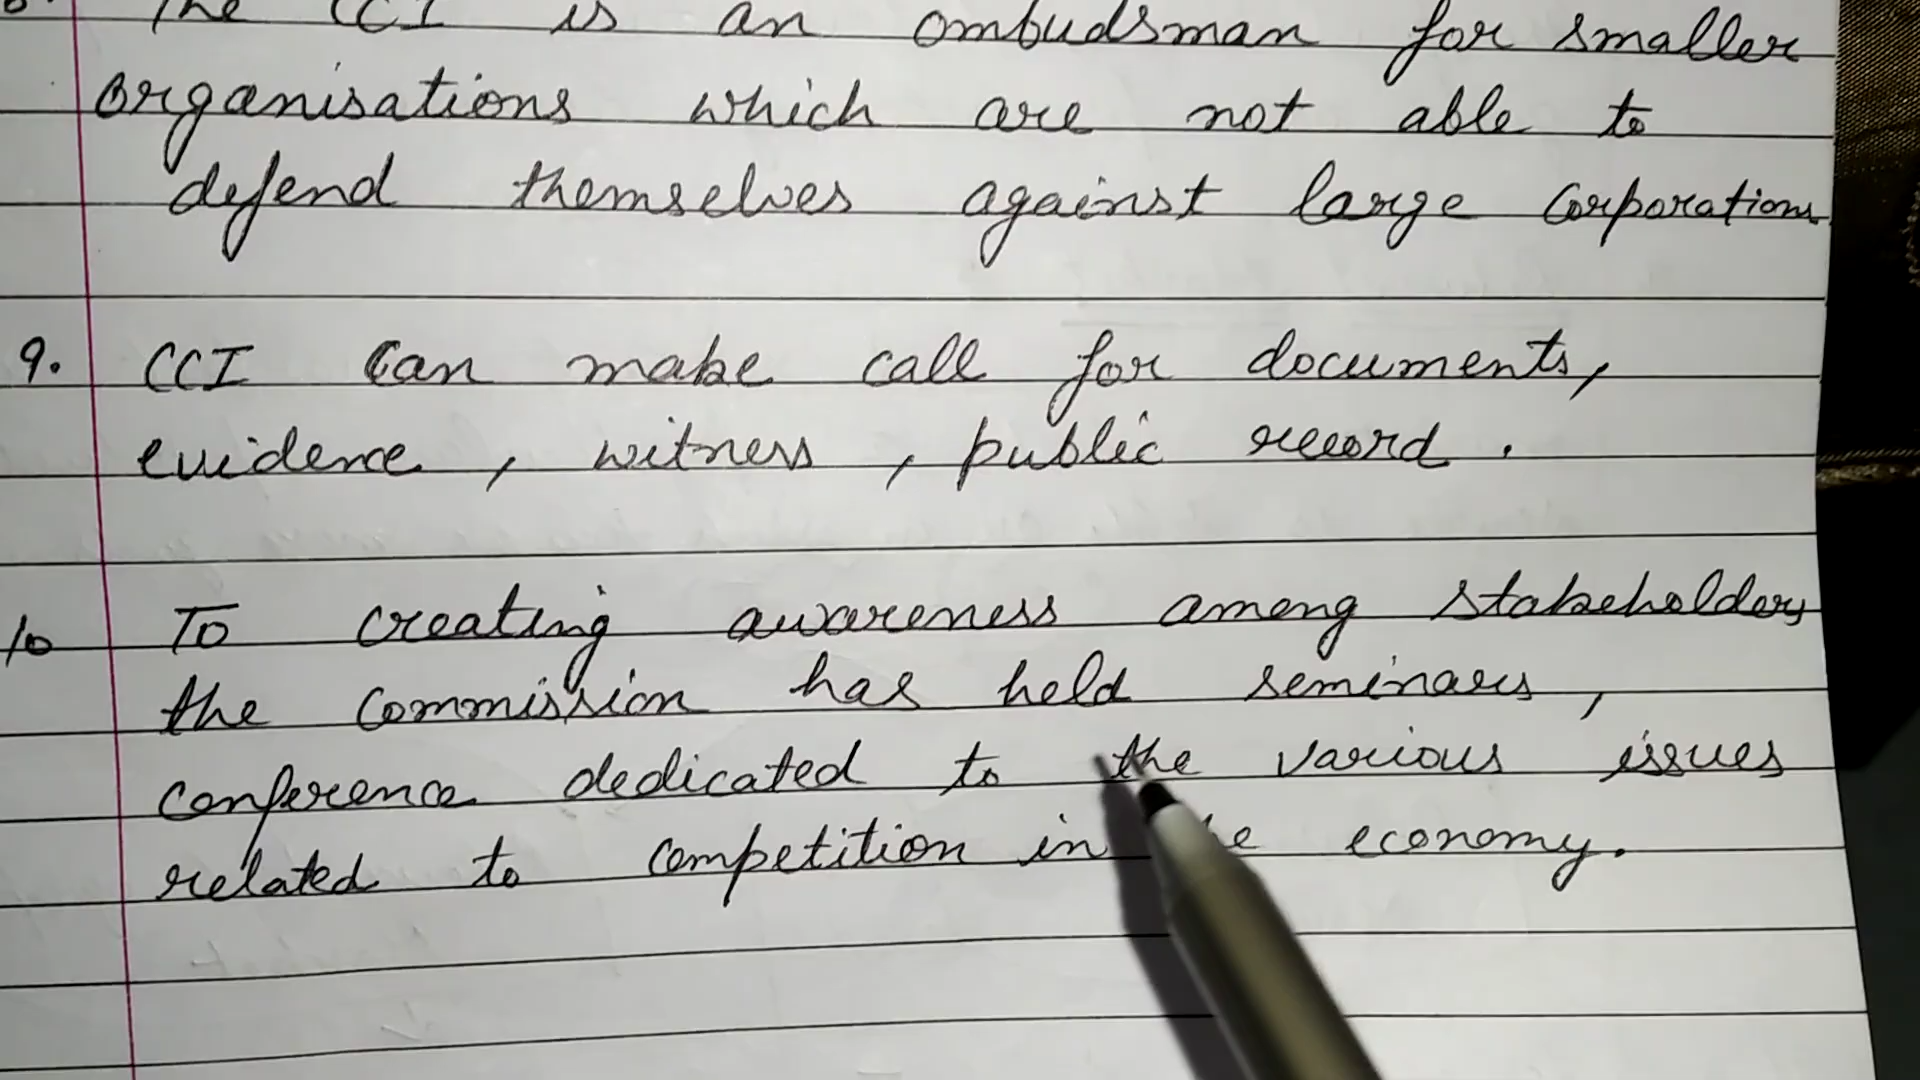 The CCI is an ombudsman for smaller
organisations which are not able to
defend themselves against large Corporations
9. CCI Can make call for documents,
evidence, witness, public record.
10 To creating awareness among stakeholders
the Commission has held seminars,
conference dedicated to the various issues
related to competition in economy.